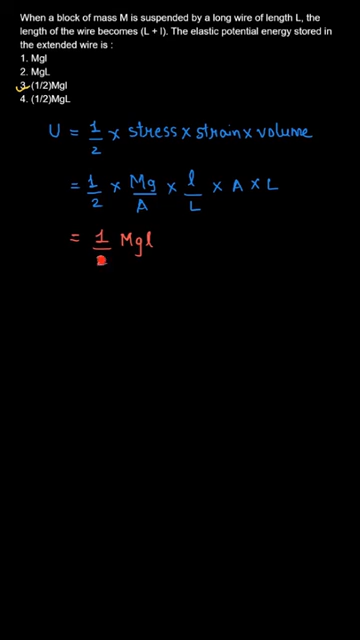 When a block of mass M is suspended by a long wire of length L, the
length of the wire becomes (L + l). The elastic potential energy stored
in the extended wire is :
1. Mgl
2. MgL
3. (1/2)Mgl
4. (1/2)MgL
U = 1/2 × stress × strain × volume
= 1/2 × Mg/A × l/L × A × L
= 1/2 Mgl